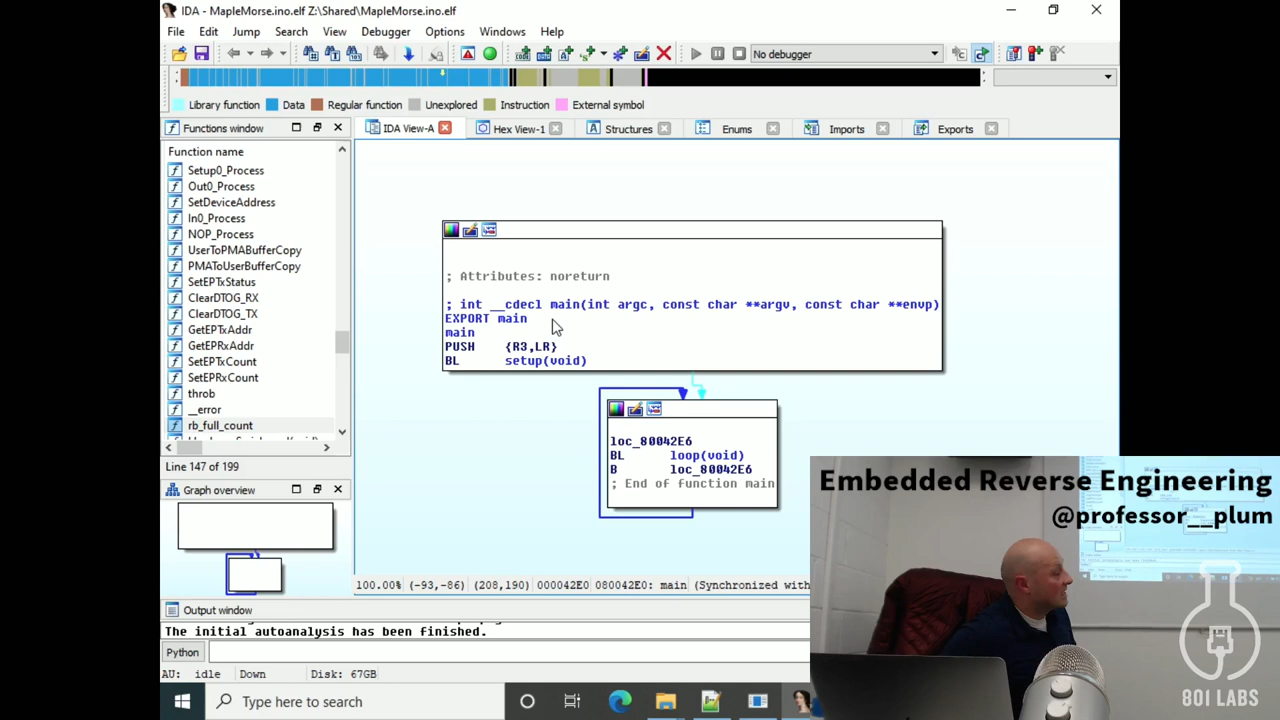 IDA - MapleMorse.ino.elf Z:\Shared\MapleMorse.ino.elf
File Edit Jump Search View Debugger Options Windows Help
No debugger
Library function Data Regular function Unexplored Instruction External symbol
Functions window
IDA View-A Hex View-1 Structures Enums Imports Exports
Function name
Setup0_Process
Out0_Process
SetDeviceAddress
In0_Process
NOP_Process
UserToPMABufferCopy
PMAToUserBufferCopy
SetEPTxStatus
ClearDTOG_RX
ClearDTOG_TX
GetEPTxAddr
GetEPRxAddr
SetEPTxCount
SetEPRxCount
throb
__error
rb_full_count
Line 147 of 199
Graph overview
; Attributes: noreturn
; int __cdecl main(int argc, const char **argv, const char **envp)
EXPORT main
main
PUSH {R3,LR}
BL setup(void)
loc_80042E6
BL loop(void)
B loc_80042E6
; End of function main
100.00% (-93,-86) (208,190) 000042E0 080042E0: main (Synchronized with
Output window
The initial autoanalysis has been finished.
Python
AU: idle Down Disk: 67GB
Type here to search
Embedded Reverse Engineering
@professor__plum
801 LABS